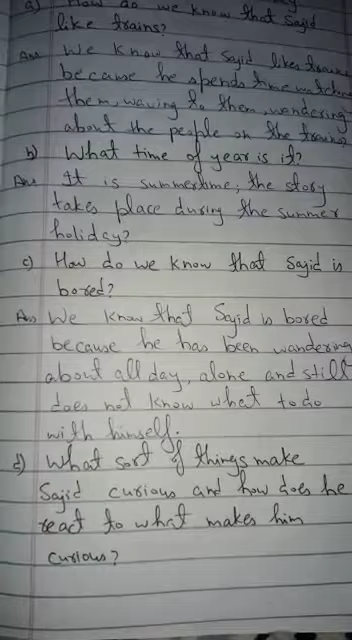 a) How do we know that Sajid
like trains?
Ans We know that Sajid likes trains
because he spends time watching
them, waving to them, wondering
about the people on the trains
b) What time of year is it?
Ans It is summertime, the story
takes place during the summer
holiday?
c) How do we know that Sajid is
bored?
Ans We know that Sajid is bored
because he has been wandering
about all day, alone and still
does not know what to do
with himself.
d) What sort of things make
Sajid curious and how does he
react to what makes him
curious?